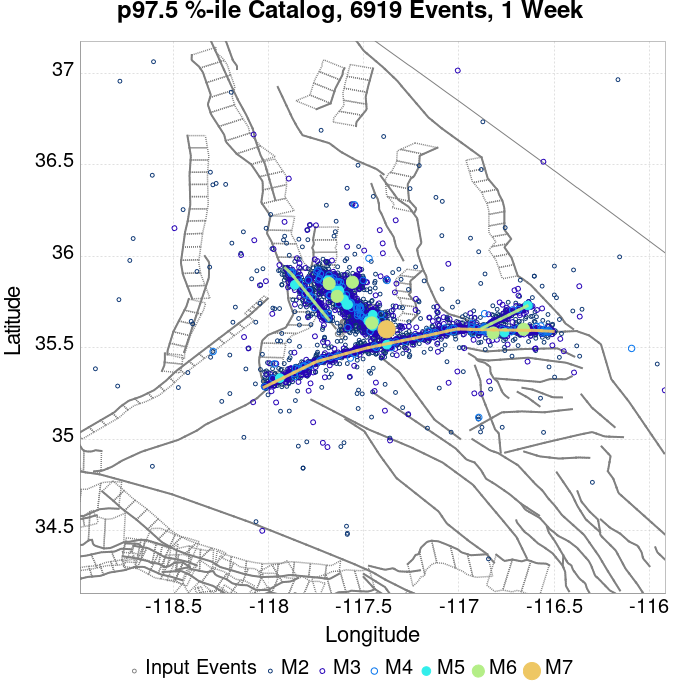 p97.5 %-ile Catalog, 6919 Events, 1 Week
37
36.5
36
35.5
35
34.5
Latitude
-118.5 -118 -117.5 -117 -116.5 -116
Longitude
Input Events M2 M3 M4 M5 M6 M7